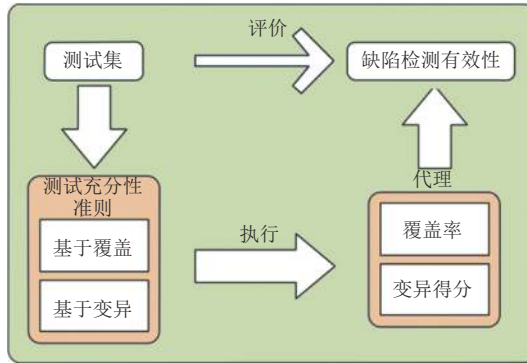 评价
测试集
缺陷检测有效性
测试充分性
准则
基于覆盖
基于变异
执行
代理
覆盖率
变异得分